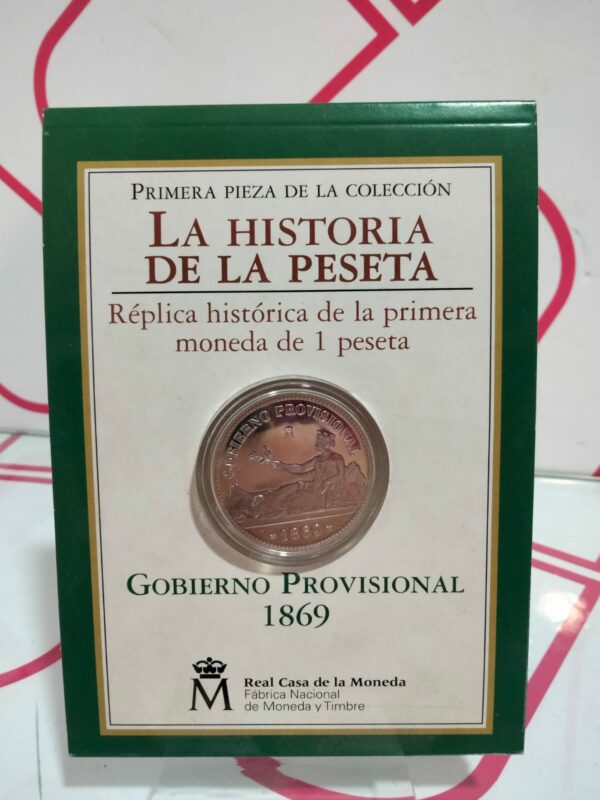 PRIMERA PIEZA DE LA COLECCIÓN
LA HISTORIA
DE LA PESETA
Réplica histórica de la primera
moneda de 1 peseta
GOBIERNO PROVISIONAL
1869
GOBIERNO PROVISIONAL
1869
M
Real Casa de la Moneda
Fábrica Nacional
de Moneda y Timbre